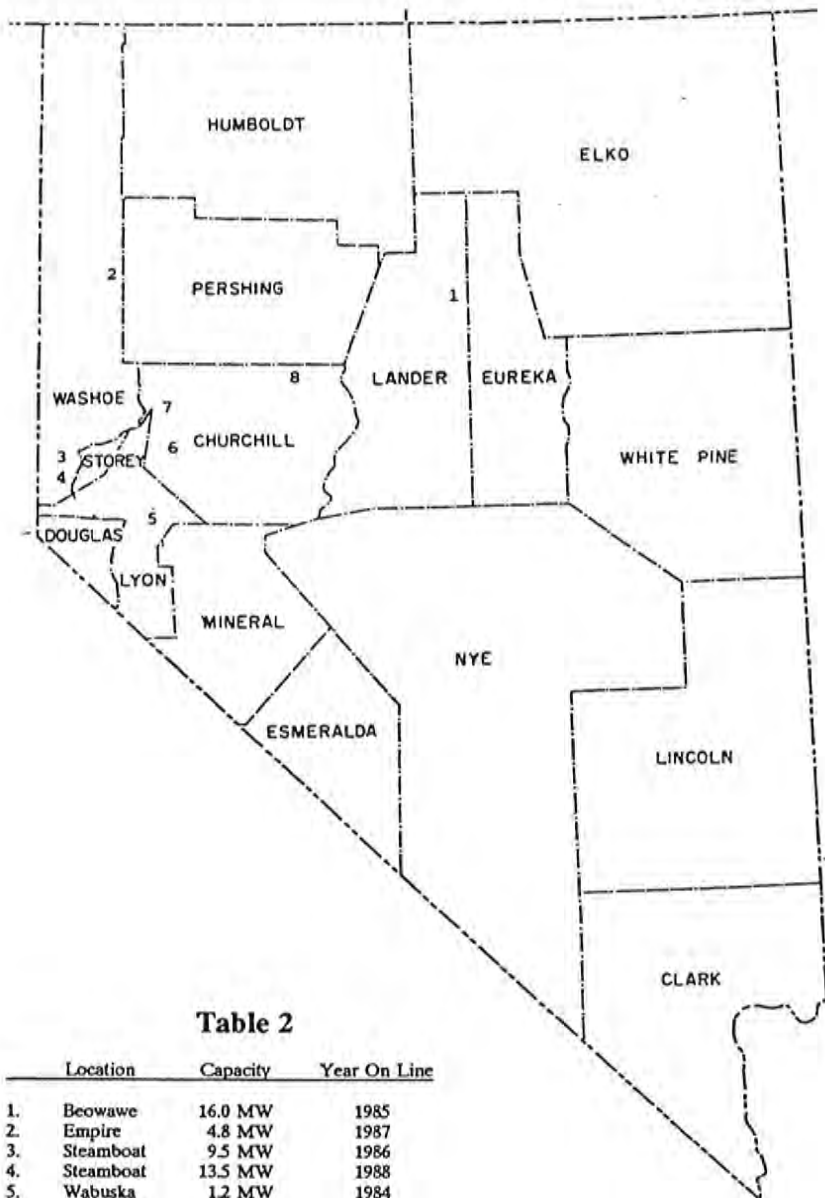 HUMBOLDT
ELKO
2
PERSHING
1
8
LANDER EUREKA
WASHOE
7
CHURCHILL
6
3
STOREY
4
WHITE PINE
5
DOUGLAS
LYON
MINERAL
NYE
ESMERALDA
LINCOLN
CLARK
Table 2
Location Capacity Year On Line
1. Beowawe 16.0 MW 1985
2. Empire 4.8 MW 1987
3. Steamboat 9.5 MW 1986
4. Steamboat 13.5 MW 1988
5. Wabuska 1.2 MW 1984